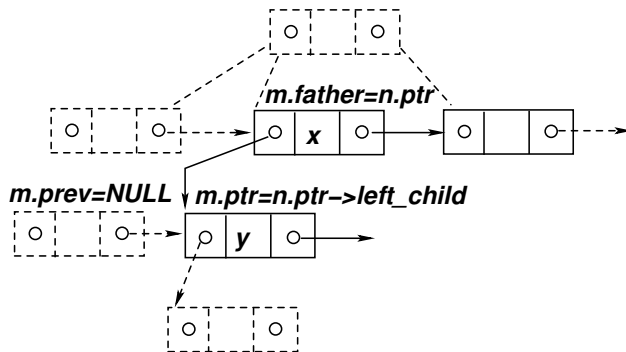 m.father=n.ptr
x
m.prev=NULL
m.ptr=n.ptr->left_child
y